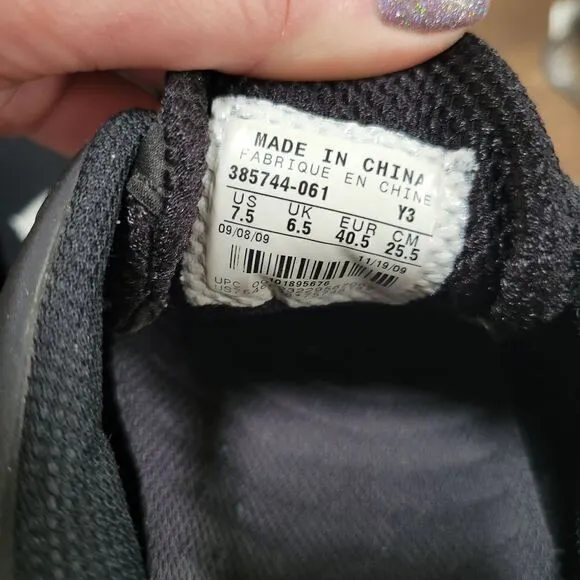 MADE IN CHINA
FABRIQUE EN CHINE
385744-061 Y3
US UK EUR CM
7.5 6.5 40.5 25.5
09/08/09 11/19/09
UPC